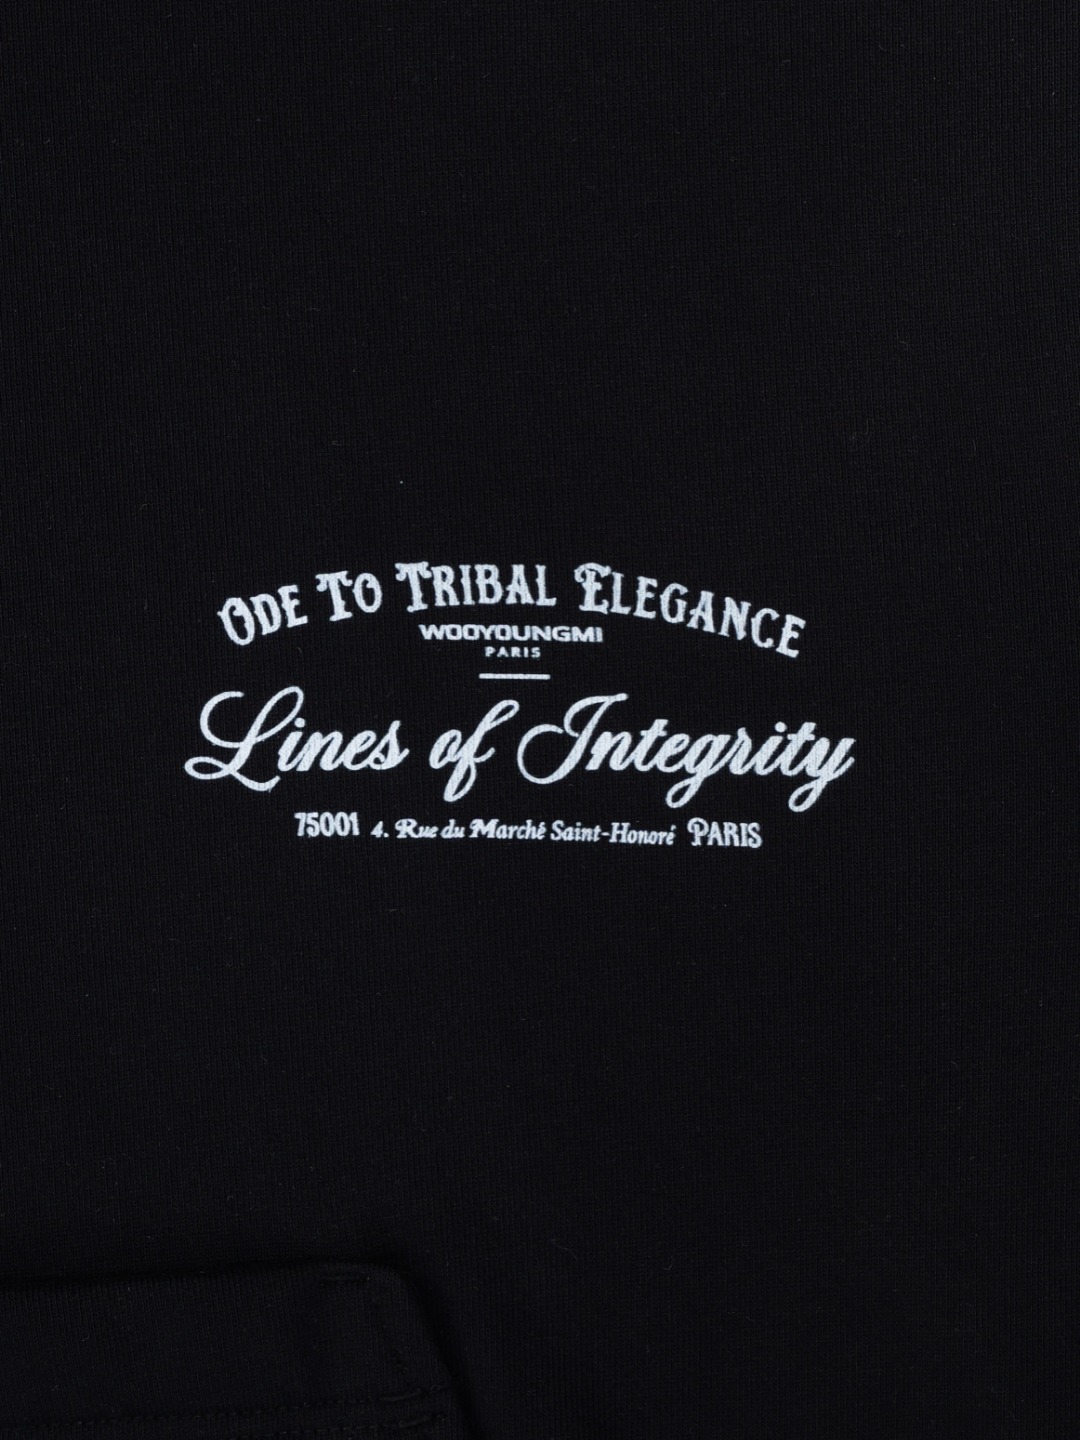 ODE TO TRIBAL ELEGANCE
WOOYOUNGMI
PARIS
Lines of Integrity
75001 4. Rue du Marché Saint-Honoré PARIS